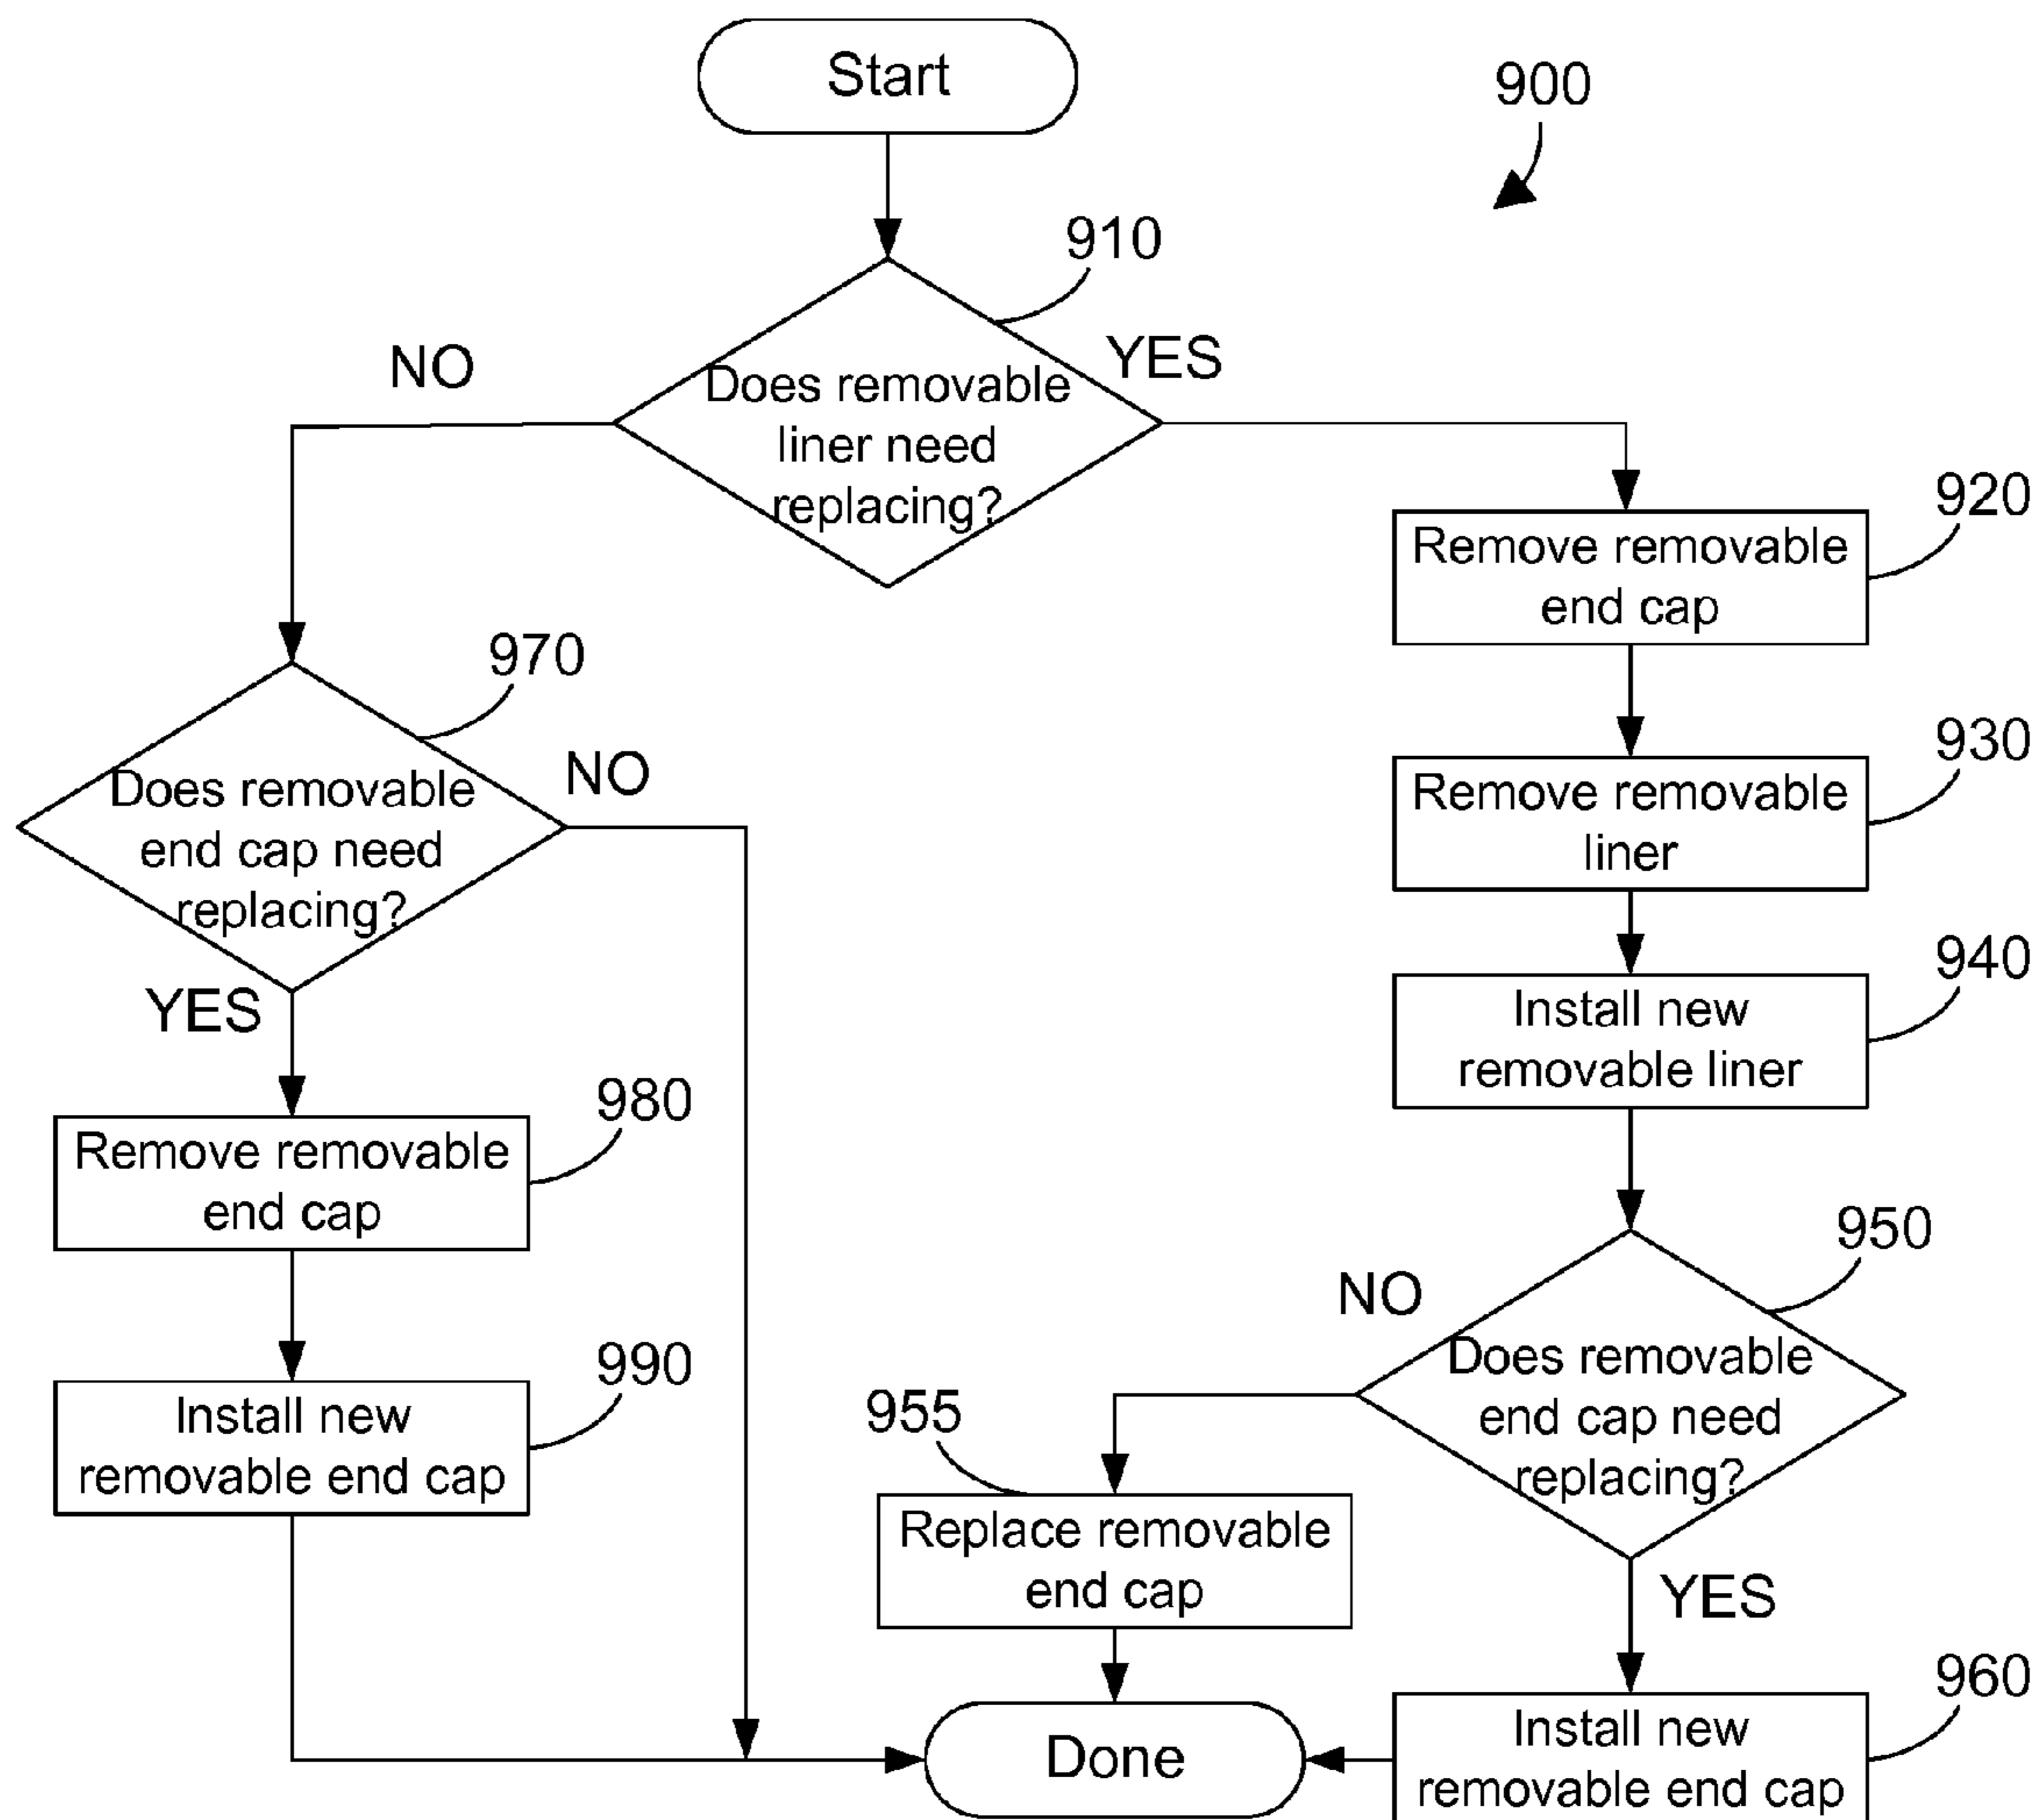 Start
900
910
NO
YES
Does removable
liner need
replacing?
920
Remove removable
end cap
970
930
Does removable
end cap need
replacing?
NO
Remove removable
liner
940
Install new
removable liner
YES
980
Remove removable
end cap
950
NO
Does removable
end cap need
replacing?
990
Install new
removable end cap
955
Replace removable
end cap
YES
960
Install new
removable end cap
Done